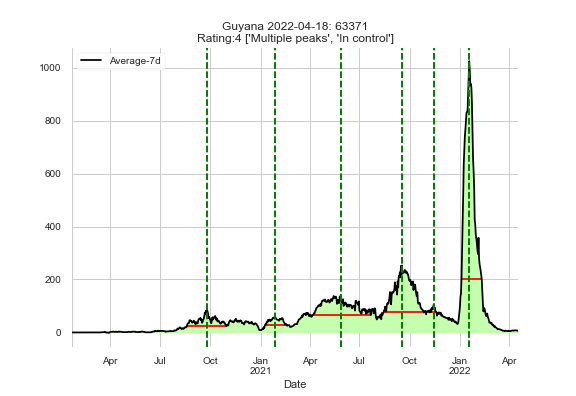 Guyana 2022-04-18: 63371
Rating:4 ['Multiple peaks', 'In control']
Average-7d
1000
800
600
400
200
0
Apr Jul Oct Jan Apr Jul Oct Jan Apr
2021 2022
Date